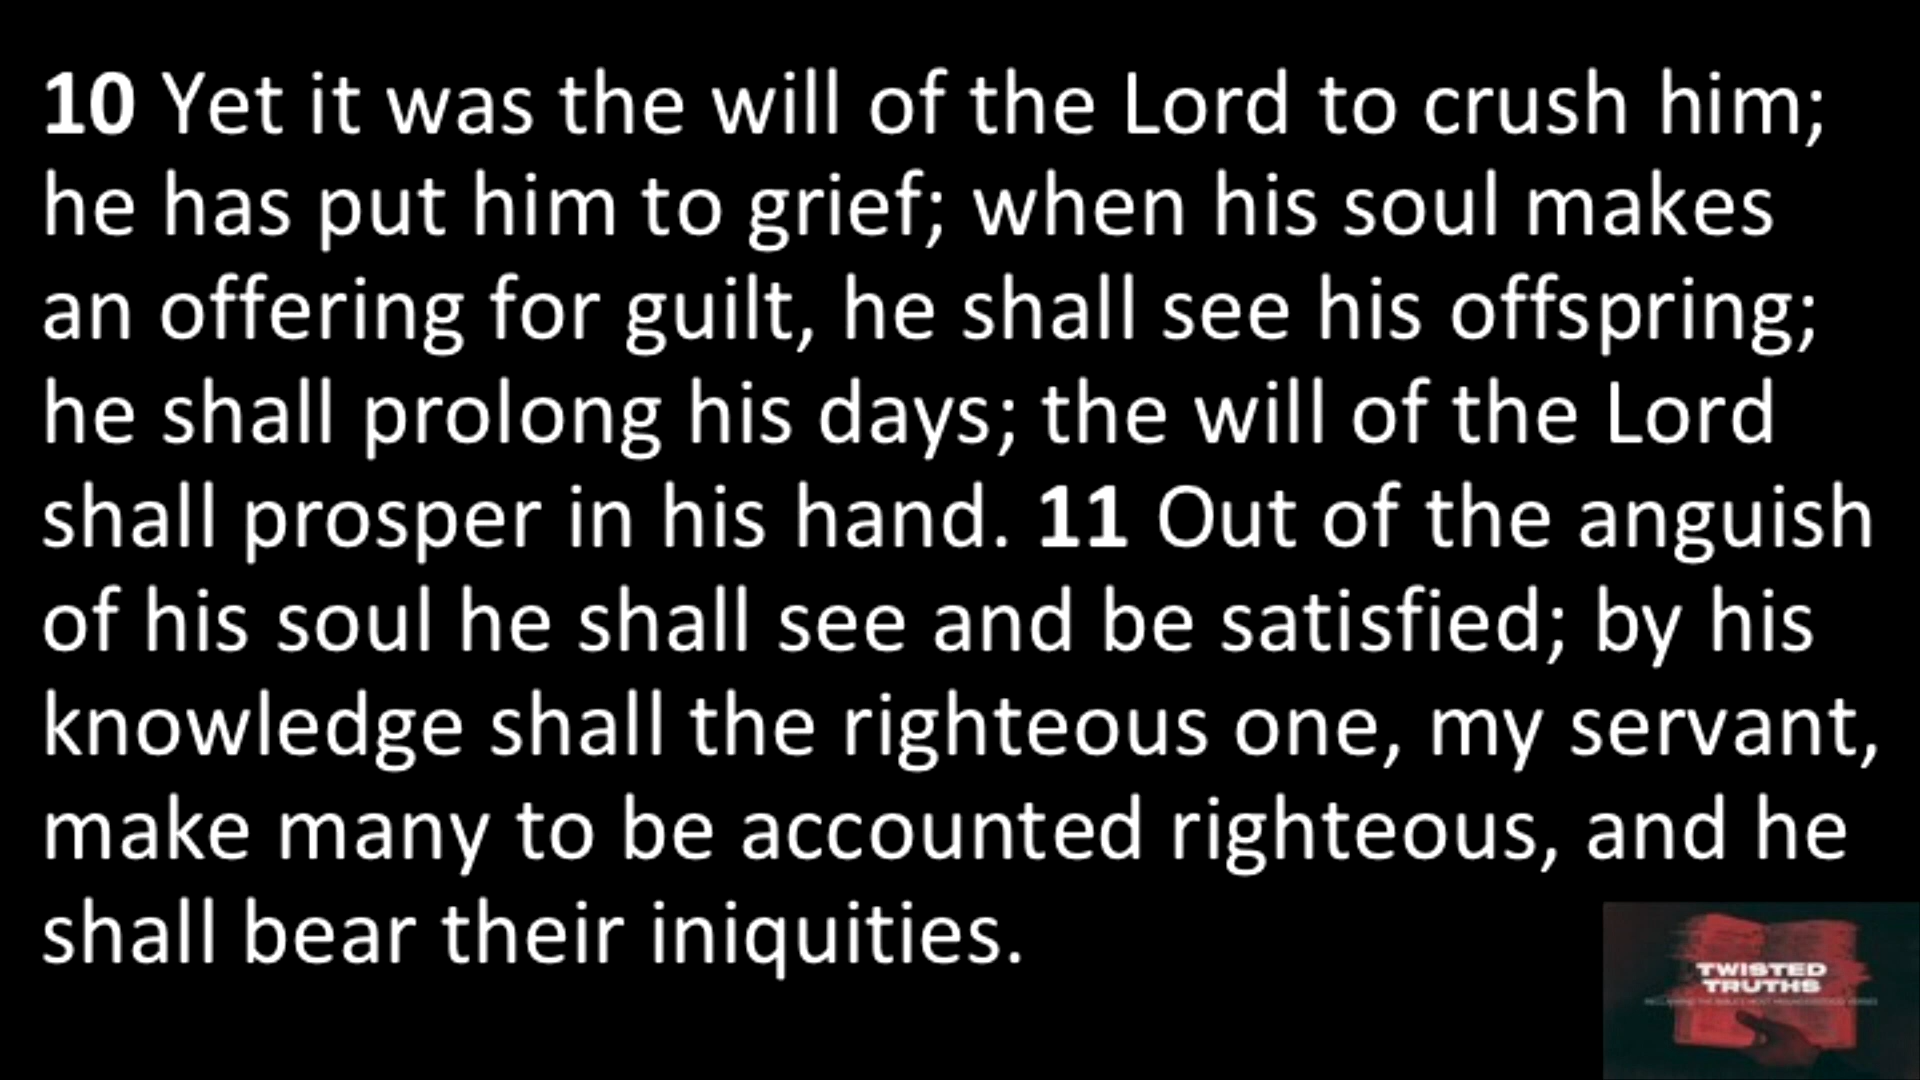 10 Yet it was the will of the Lord to crush him;
he has put him to grief; when his soul makes
an offering for guilt, he shall see his offspring;
he shall prolong his days; the will of the Lord
shall prosper in his hand. 11 Out of the anguish
of his soul he shall see and be satisfied; by his
knowledge shall the righteous one, my servant,
make many to be accounted righteous, and he
shall bear their iniquities.
TWISTED
TRUTHS